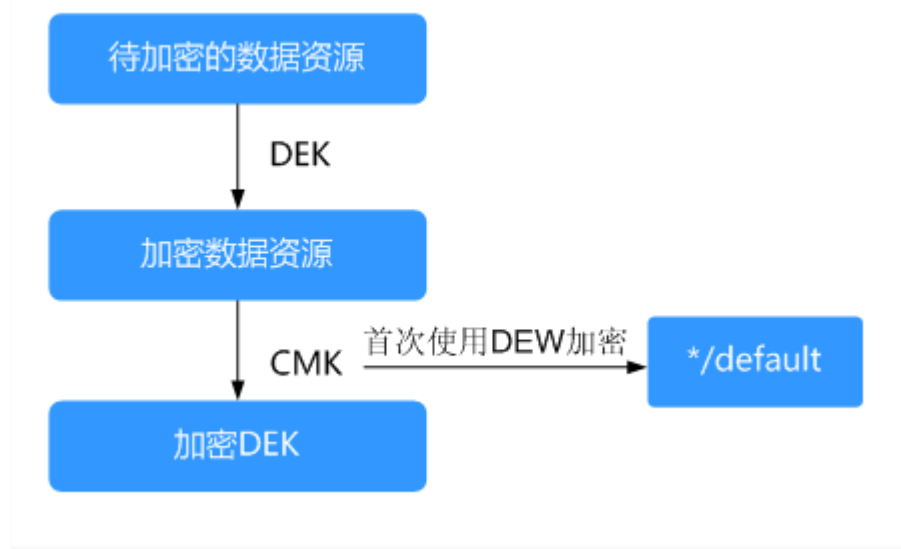 待加密的数据资源
DEK
加密数据资源
首次使用DEW加密
CMK
*/default
加密DEK